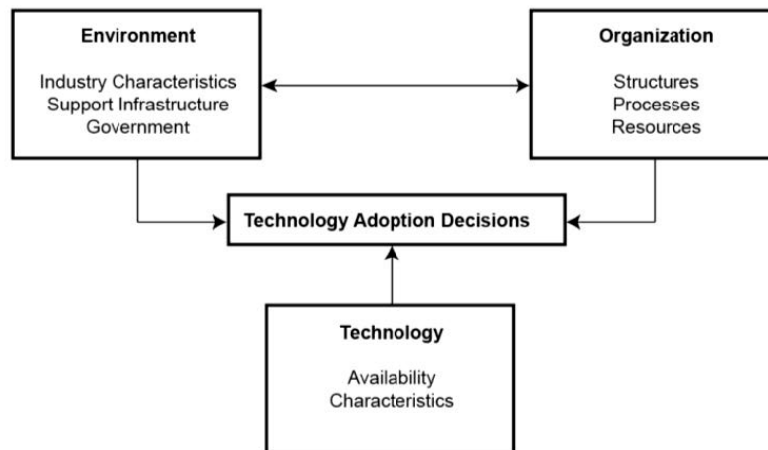 Environment
Industry Characteristics
Support Infrastructure
Government
Organization
Structures
Processes
Resources
Technology Adoption Decisions
Technology
Availability
Characteristics